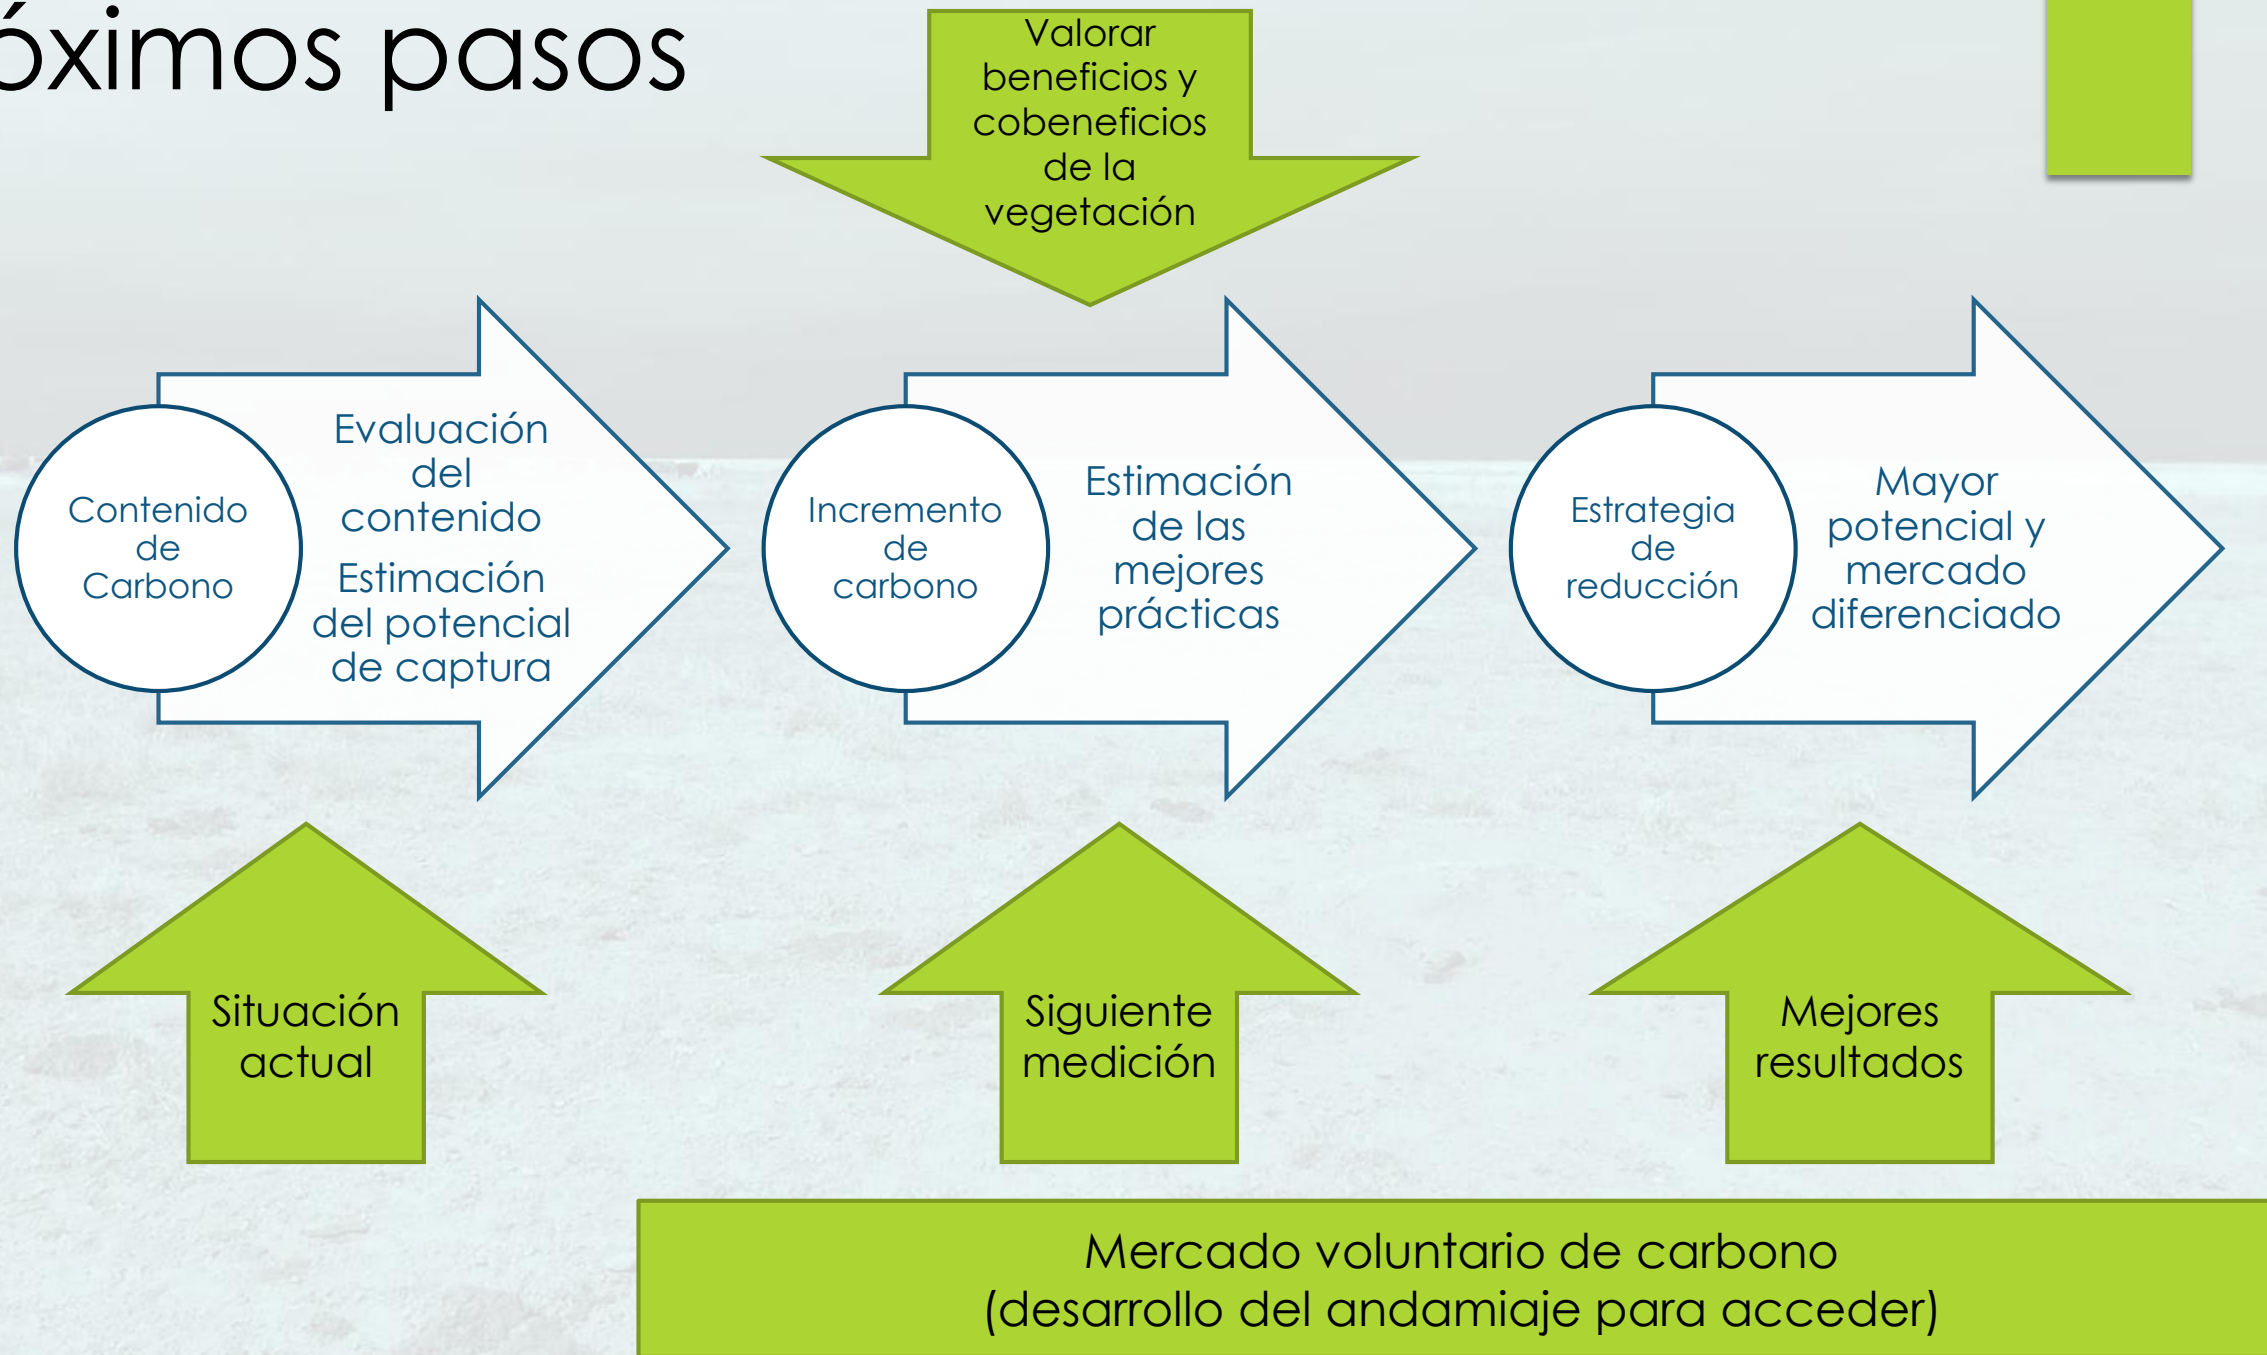 óximos pasos
Valorar
beneficios y
cobeneficios
de la
vegetación
Contenido
de
Carbono
Evaluación
del
contenido
Estimación
del potencial
de captura
Incremento
de
carbono
Estimación
de las
mejores
prácticas
Estrategia
de
reducción
Mayor
potencial y
mercado
diferenciado
Situación
actual
Siguiente
medición
Mejores
resultados
Mercado voluntario de carbono
(desarrollo del andamiaje para acceder)